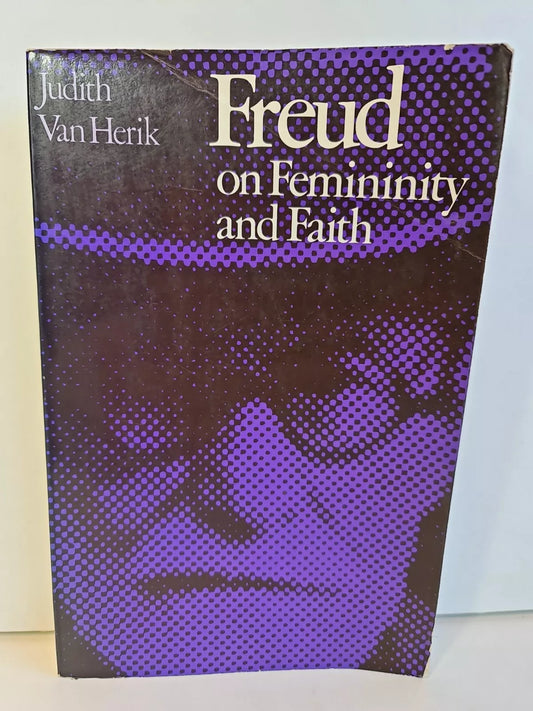 Judith
Van Herik
Freud
on Femininity
and Faith